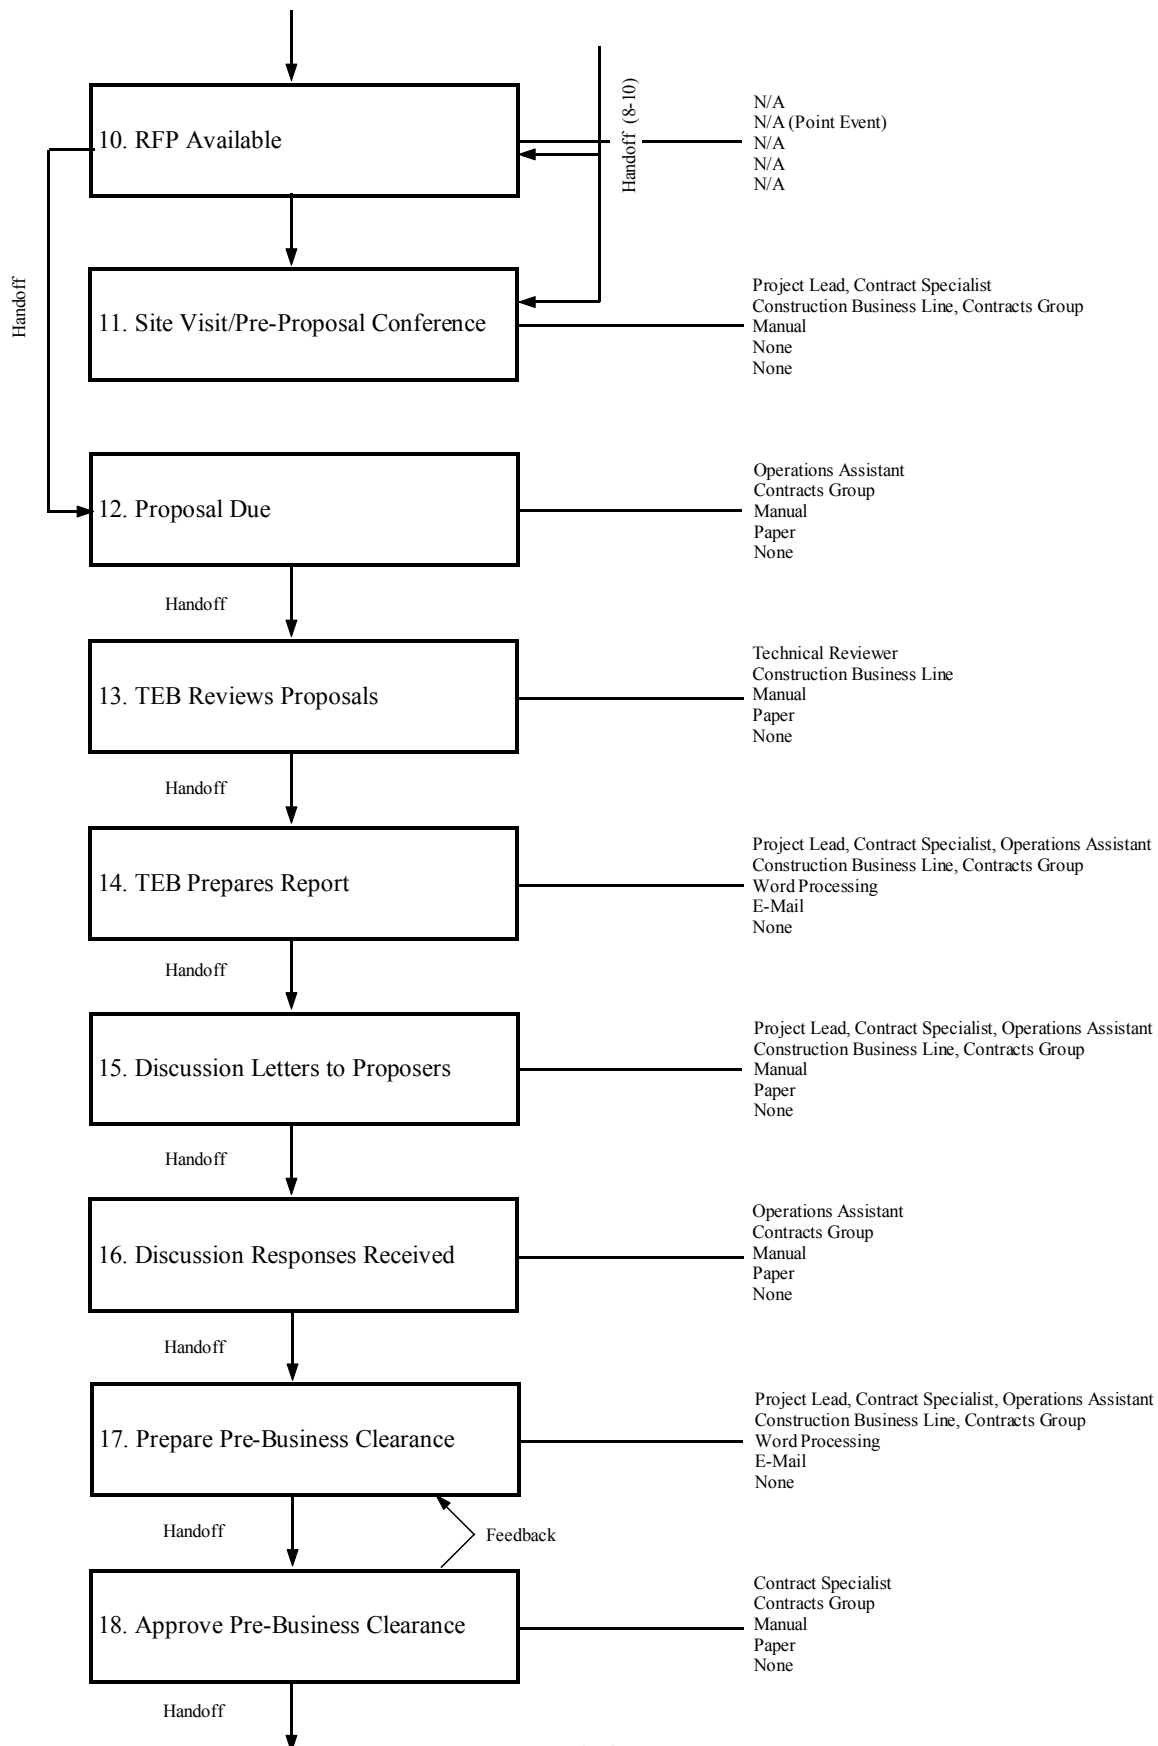 Handoff (8-10)
10. RFP Available
N/A
N/A (Point Event)
N/A
N/A
N/A
Handoff
11. Site Visit/Pre-Proposal Conference
Project Lead, Contract Specialist
Construction Business Line, Contracts Group
Manual
None
None
12. Proposal Due
Operations Assistant
Contracts Group
Manual
Paper
None
Handoff
13. TEB Reviews Proposals
Technical Reviewer
Construction Business Line
Manual
Paper
None
Handoff
14. TEB Prepares Report
Project Lead, Contract Specialist, Operations Assistant
Construction Business Line, Contracts Group
Word Processing
E-Mail
None
Handoff
15. Discussion Letters to Proposers
Project Lead, Contract Specialist, Operations Assistant
Construction Business Line, Contracts Group
Manual
Paper
None
Handoff
16. Discussion Responses Received
Operations Assistant
Contracts Group
Manual
Paper
None
Handoff
17. Prepare Pre-Business Clearance
Project Lead, Contract Specialist, Operations Assistant
Construction Business Line, Contracts Group
Word Processing
E-Mail
None
Handoff
Feedback
18. Approve Pre-Business Clearance
Contract Specialist
Contracts Group
Manual
Paper
None
Handoff